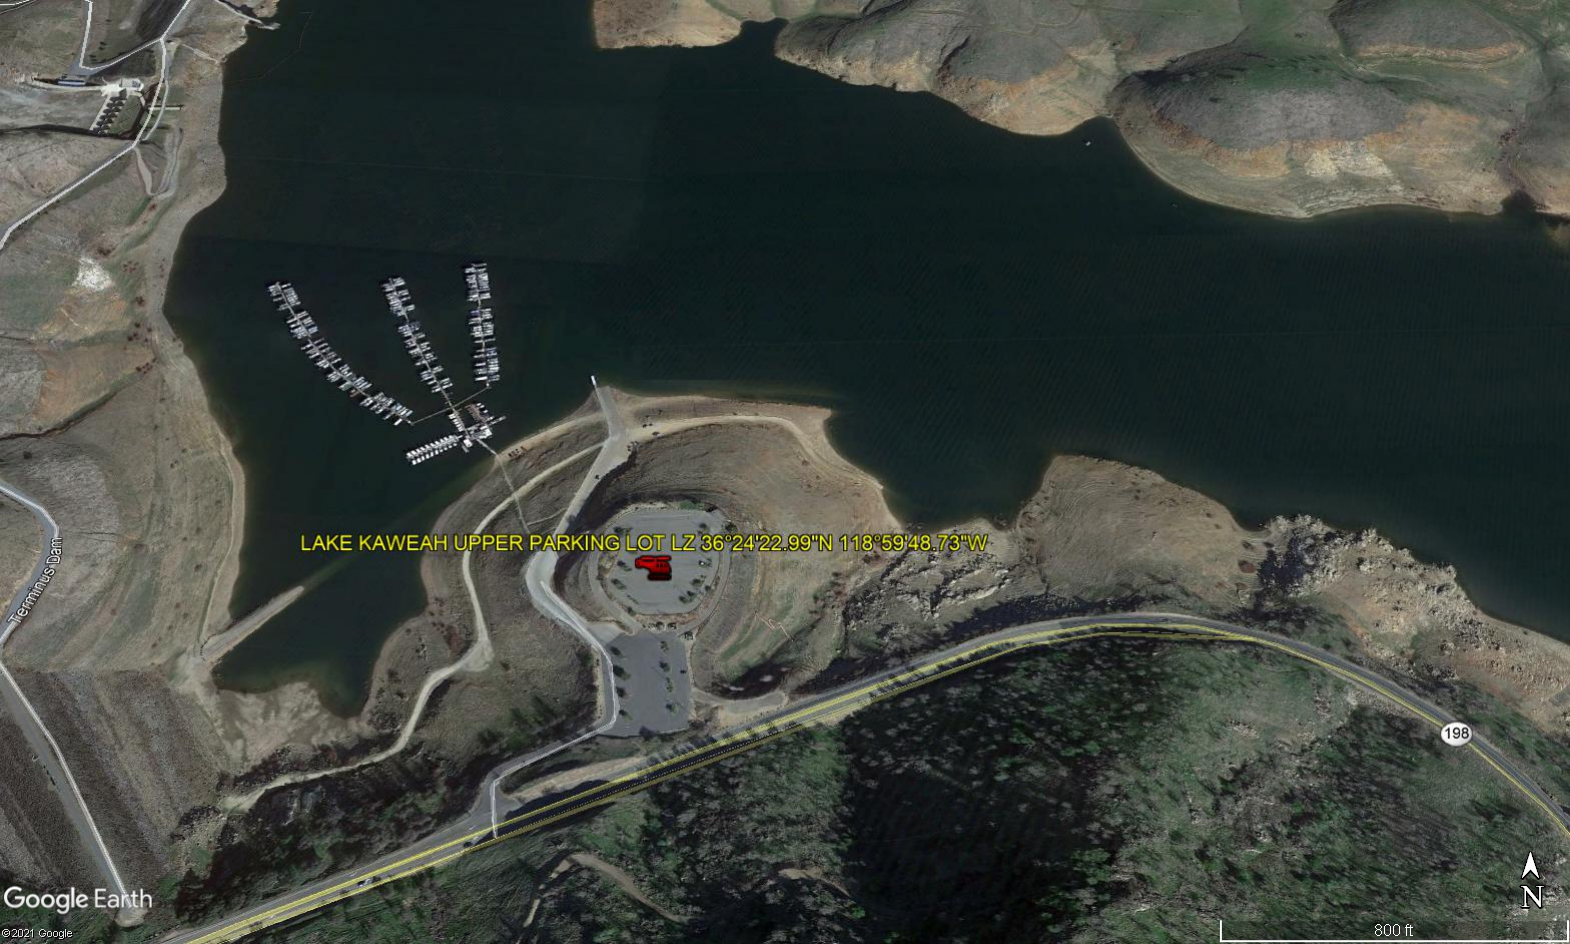 LAKE KAWEAH UPPER PARKING LOT LZ 36°24'22.99"N 118°59'48.73"W
Terminus Dam
198
Google Earth
N
©2021 Google
800 ft